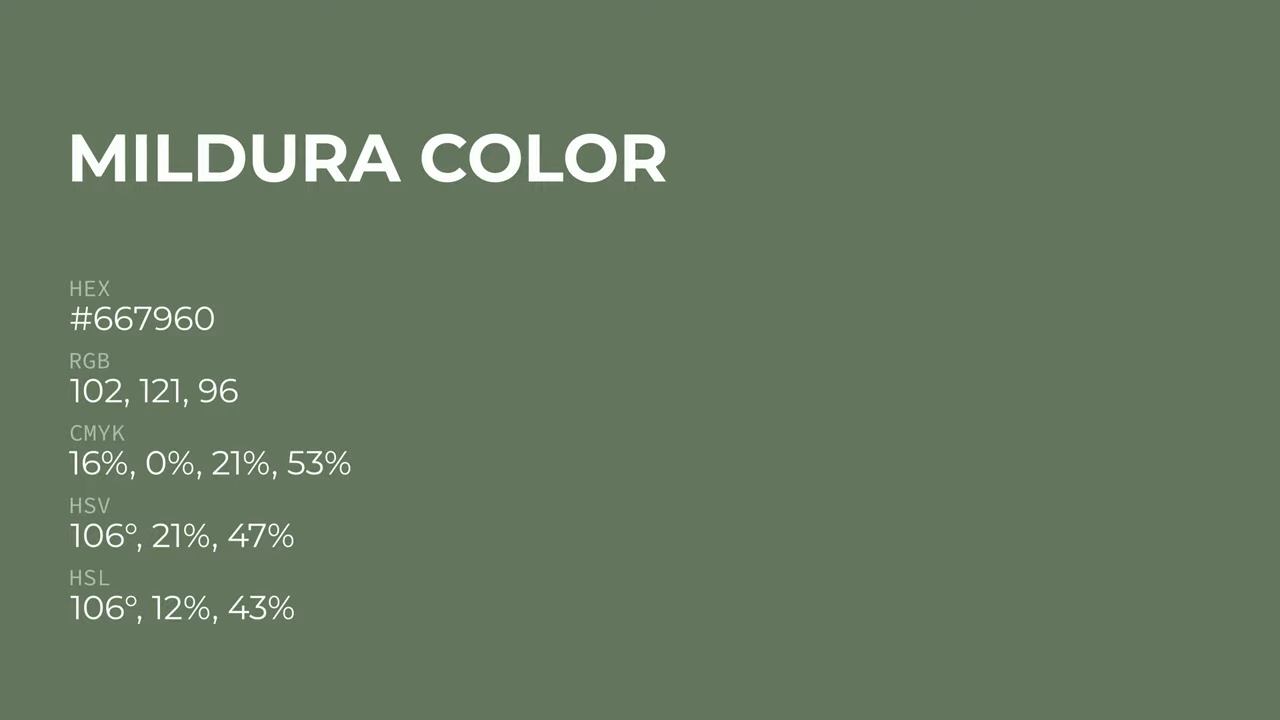 MILDURA COLOR
HEX
#667960
RGB
102, 121, 96
CMYK
16%, 0%, 21%, 53%
HSV
106°, 21%, 47%
HSL
106°, 12%, 43%